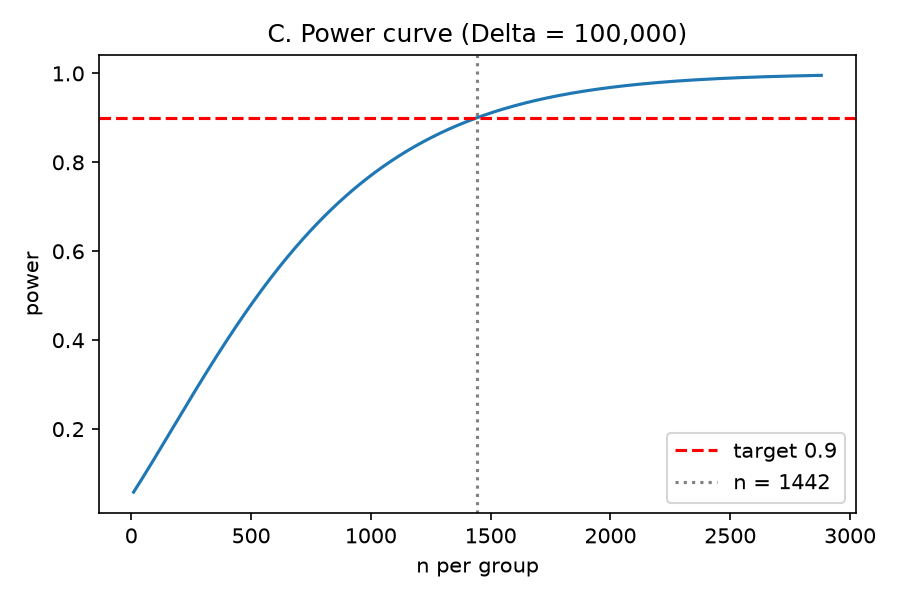 C. Power curve (Delta = 100,000)
power
1.0
0.8
0.6
0.4
0.2
target 0.9
n = 1442
0
500
1000
1500
2000
2500
3000
n per group